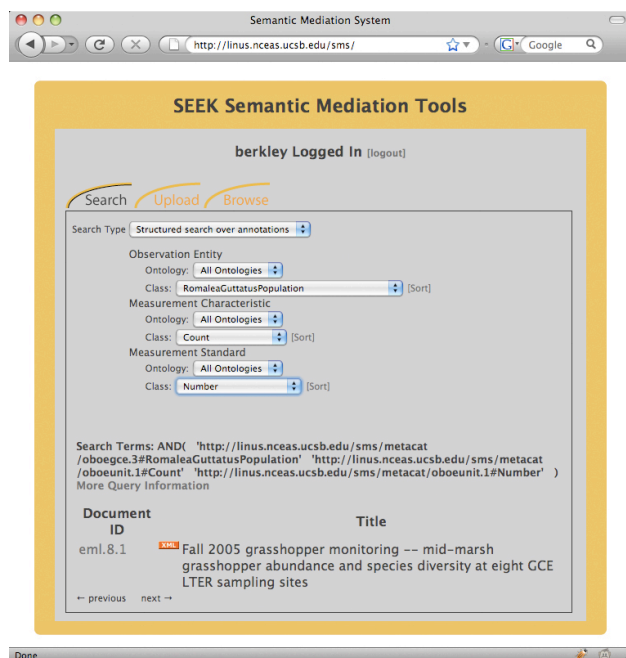 Semantic Mediation System
http://linus.nceas.ucsb.edu/sms/
G
Google
SEEK Semantic Mediation Tools
berkley Logged In [logout]
Search Upload Browse
Search Type Structured search over annotations
Observation Entity
Ontology: All Ontologies
Class: RomaleaGuttatusPopulation [Sort]
Measurement Characteristic
Ontology: All Ontologies
Class: Count [Sort]
Measurement Standard
Ontology: All Ontologies
Class: Number [Sort]
Search Terms: AND( 'http://linus.nceas.ucsb.edu/sms/metacat
/oboegce.3#RomaleaGuttatusPopulation' 'http://linus.nceas.ucsb.edu/sms/metacat
/oboeunit.1#Count' 'http://linus.nceas.ucsb.edu/sms/metacat/oboeunit.1#Number' )
More Query Information
Document
ID
Title
eml.8.1 XML Fall 2005 grasshopper monitoring -- mid-marsh
grasshopper abundance and species diversity at eight GCE
LTER sampling sites
← previous next →
Done